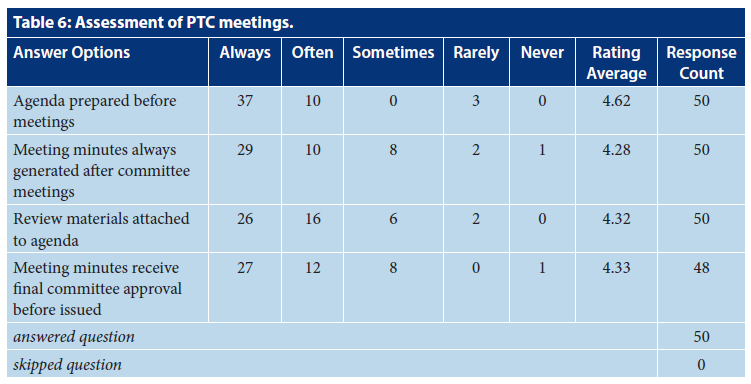 Table 6: Assessment of PTC meetings.
Answer Options Always Often Sometimes Rarely Never Rating Average Response Count
Agenda prepared before meetings 37 10 0 3 0 4.62 50
Meeting minutes always generated after committee meetings 29 10 8 2 1 4.28 50
Review materials attached to agenda 26 16 6 2 0 4.32 50
Meeting minutes receive final committee approval before issued 27 12 8 0 1 4.33 48
answered question 50
skipped question 0